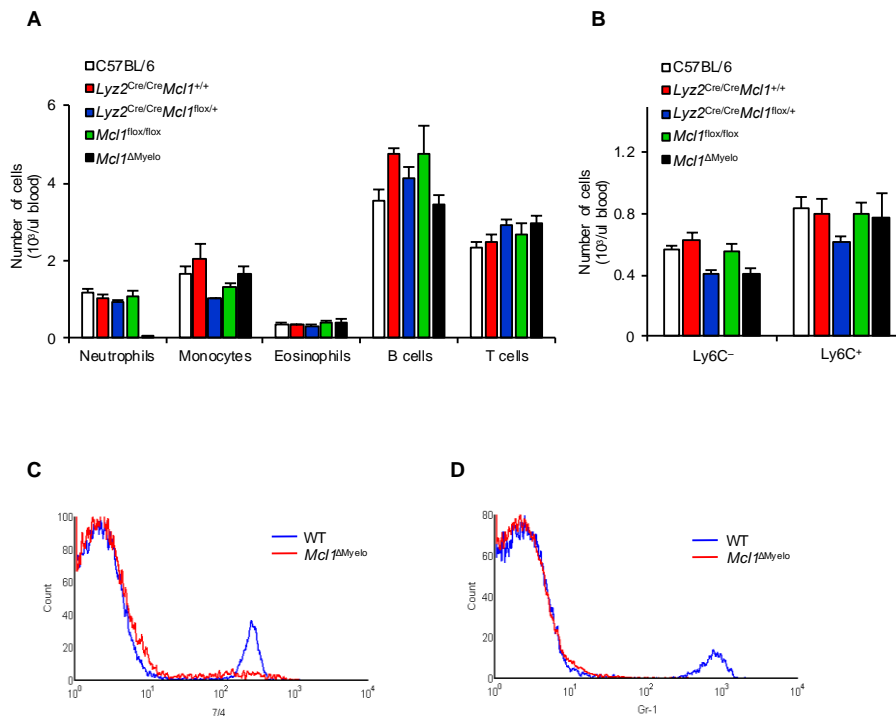 A
C57BL/6
Lyz2Cre/CreMcl1+/+
Lyz2Cre/CreMcl1flox/+
Mcl1flox/flox
Mcl1ΔMyelo
Number of cells
(10³/ul blood)
6
4
2
0
Neutrophils Monocytes Eosinophils B cells T cells
B
C57BL/6
Lyz2Cre/CreMcl1+/+
Lyz2Cre/CreMcl1flox/+
Mcl1flox/flox
Mcl1ΔMyelo
Number of cells
(10³/ul blood)
1.2
0.8
0.4
0
Ly6C⁻ Ly6C⁺
C
100
80
60
40
20
0
Count
WT
Mcl1ΔMyelo
10⁰ 10¹ 10² 10³ 10⁴
7/4
D
80
60
40
20
0
Count
WT
Mcl1ΔMyelo
10⁰ 10¹ 10² 10³ 10⁴
Gr-1